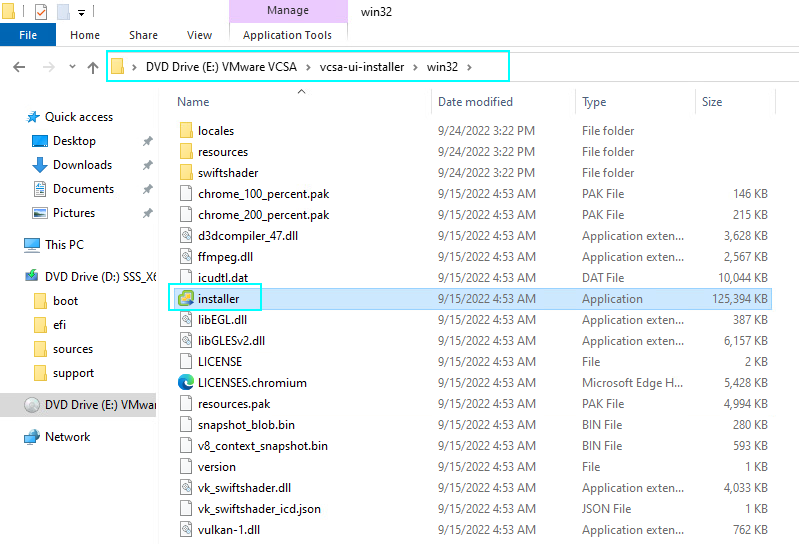 Manage
win32
File
Home
Share
View
Application Tools
DVD Drive (E:) VMware VCSA > vcsa-ui-installer > win32 >
Name Date modified Type Size
Quick access
Desktop
Downloads
Documents
Pictures
This PC
DVD Drive (D:) SSS_X6
boot
efi
sources
support
DVD Drive (E:) VMwar
Network
locales 9/24/2022 3:22 PM File folder
resources 9/24/2022 3:22 PM File folder
swiftshader 9/24/2022 3:22 PM File folder
chrome_100_percent.pak 9/15/2022 4:53 AM PAK File 146 KB
chrome_200_percent.pak 9/15/2022 4:53 AM PAK File 215 KB
d3dcompiler_47.dll 9/15/2022 4:53 AM Application exten... 3,628 KB
ffmpeg.dll 9/15/2022 4:53 AM Application exten... 2,567 KB
icudtl.dat 9/15/2022 4:53 AM DAT File 10,044 KB
installer 9/15/2022 4:53 AM Application 125,394 KB
libEGL.dll 9/15/2022 4:53 AM Application exten... 387 KB
libGLESv2.dll 9/15/2022 4:53 AM Application exten... 6,157 KB
LICENSE 9/15/2022 4:53 AM File 2 KB
LICENSES.chromium 9/15/2022 4:53 AM Microsoft Edge H... 5,428 KB
resources.pak 9/15/2022 4:53 AM PAK File 4,994 KB
snapshot_blob.bin 9/15/2022 4:53 AM BIN File 280 KB
v8_context_snapshot.bin 9/15/2022 4:53 AM BIN File 593 KB
version 9/15/2022 4:53 AM File 1 KB
vk_swiftshader.dll 9/15/2022 4:53 AM Application exten... 4,033 KB
vk_swiftshader_icd.json 9/15/2022 4:53 AM JSON File 1 KB
vulkan-1.dll 9/15/2022 4:53 AM Application exten... 762 KB